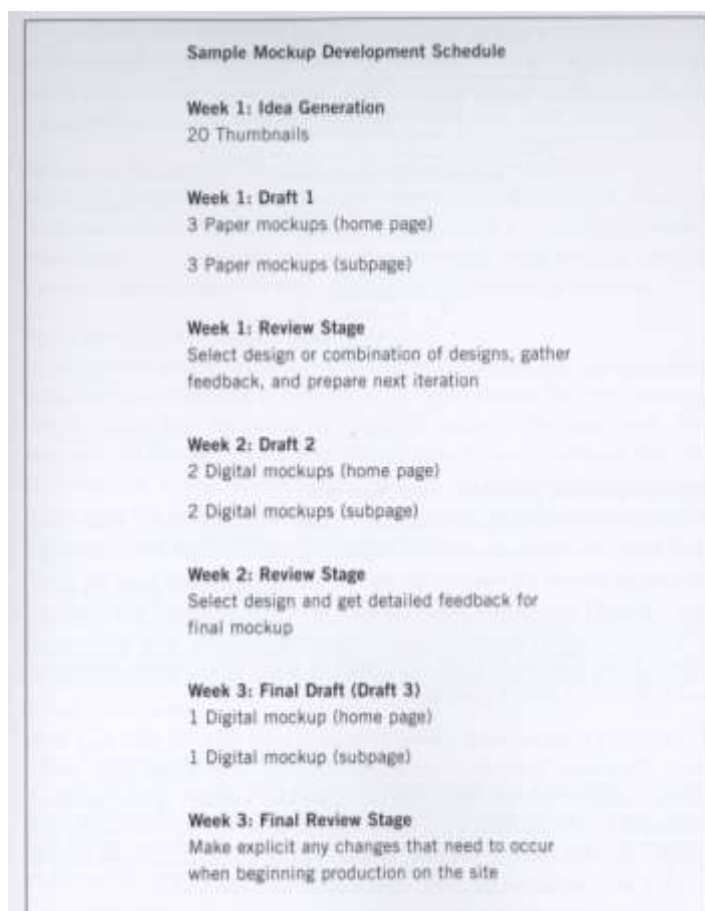 Sample Mockup Development Schedule
Week 1: Idea Generation
20 Thumbnails
Week 1: Draft 1
3 Paper mockups (home page)
3 Paper mockups (subpage)
Week 1: Review Stage
Select design or combination of designs, gather
feedback, and prepare next iteration
Week 2: Draft 2
2 Digital mockups (home page)
2 Digital mockups (subpage)
Week 2: Review Stage
Select design and get detailed feedback for
final mockup
Week 3: Final Draft (Draft 3)
1 Digital mockup (home page)
1 Digital mockup (subpage)
Week 3: Final Review Stage
Make explicit any changes that need to occur
when beginning production on the site